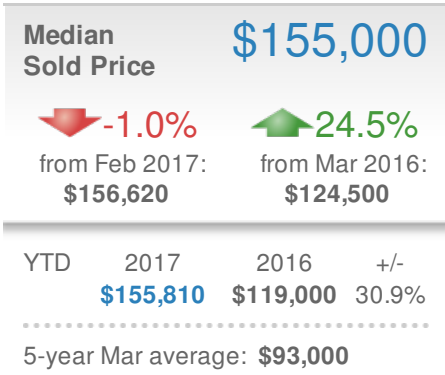 Median $155,000
Sold Price
-1.0% 24.5%
from Feb 2017: from Mar 2016:
$156,620 $124,500
YTD 2017 2016 +/-
$155,810 $119,000 30.9%
5-year Mar average: $93,000